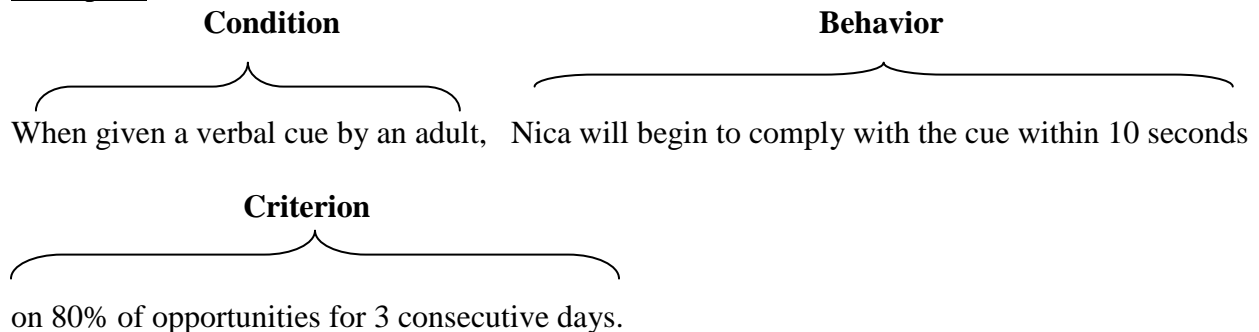 Condition Behavior
When given a verbal cue by an adult, Nica will begin to comply with the cue within 10 seconds
Criterion
on 80% of opportunities for 3 consecutive days.